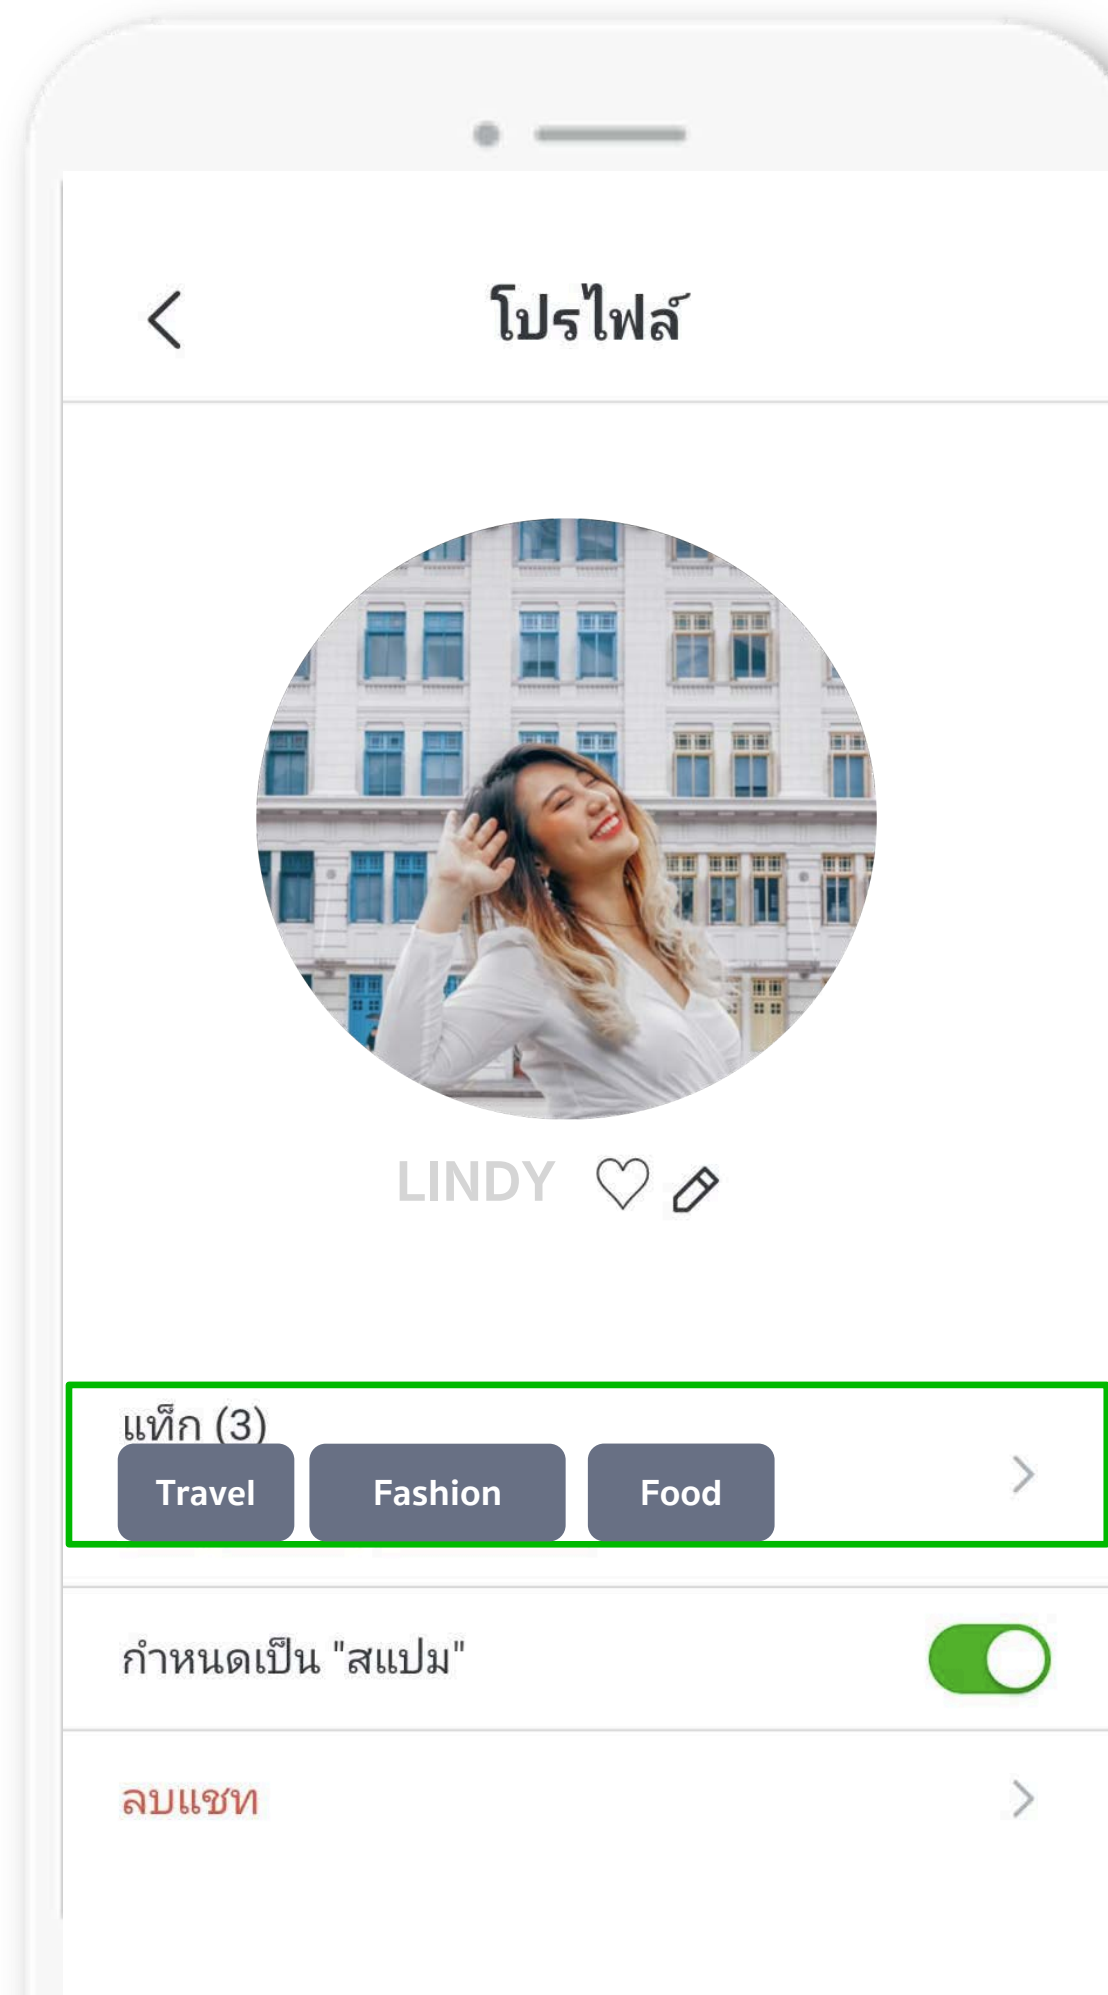 โปรไฟล์
LINDY
แท็ก (3)
Travel Fashion Food
กำหนดเป็น "สแปม"
ลบแชท